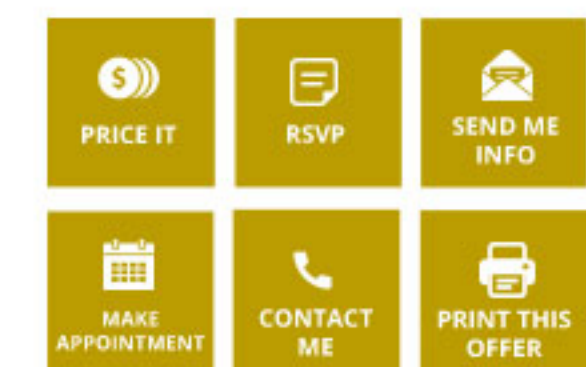 $
PRICE IT
RSVP
SEND ME
INFO
MAKE
APPOINTMENT
CONTACT
ME
PRINT THIS
OFFER